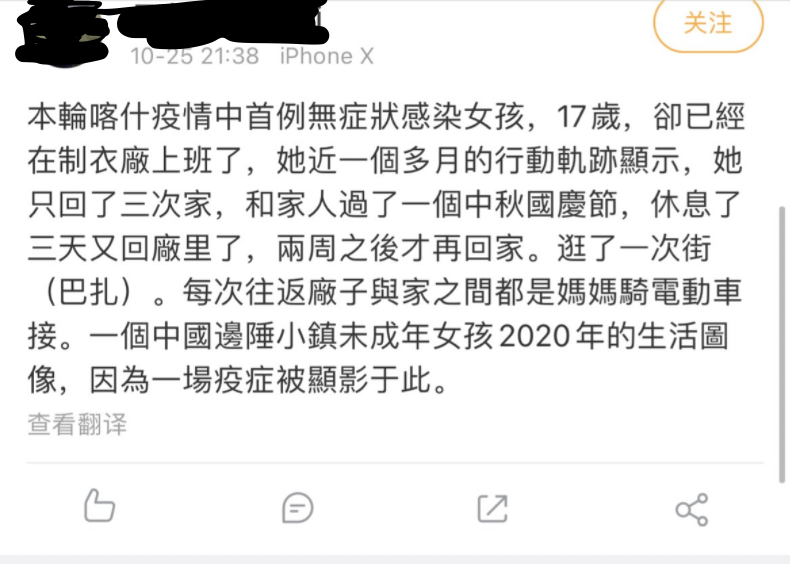 关注
10-25 21:38 iPhone X
本輪喀什疫情中首例無症狀感染女孩，17歲，卻已經
在制衣廠上班了，她近一個多月的行動軌跡顯示，她
只回了三次家，和家人過了一個中秋國慶節，休息了
三天又回廠里了，兩周之後才再回家。逛了一次街
（巴扎）。每次往返廠子與家之間都是媽媽騎電動車
接。一個中國邊陲小鎮未成年女孩2020年的生活圖
像，因為一場疫症被顯影于此。
查看翻译